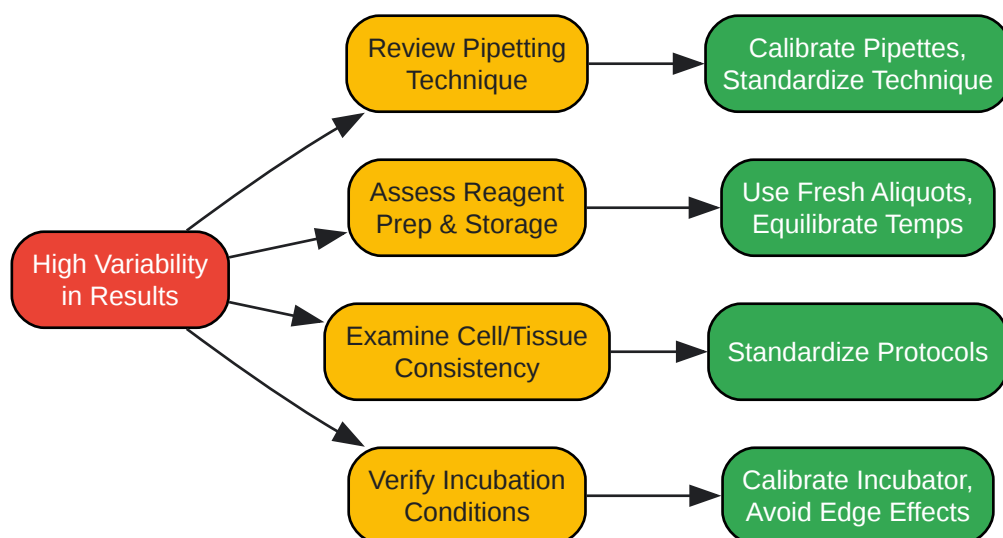 Review Pipetting
Technique
Calibrate Pipettes,
Standardize Technique
Assess Reagent
Prep & Storage
Use Fresh Aliquots,
Equilibrate Temps
High Variability
in Results
Examine Cell/Tissue
Consistency
Standardize Protocols
Verify Incubation
Conditions
Calibrate Incubator,
Avoid Edge Effects